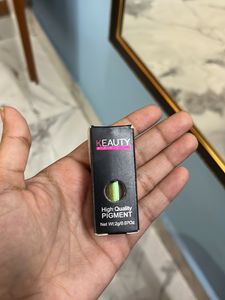 KEAUTY
High Quality
PIGMENT
Net Wt:2g/0.07Oz